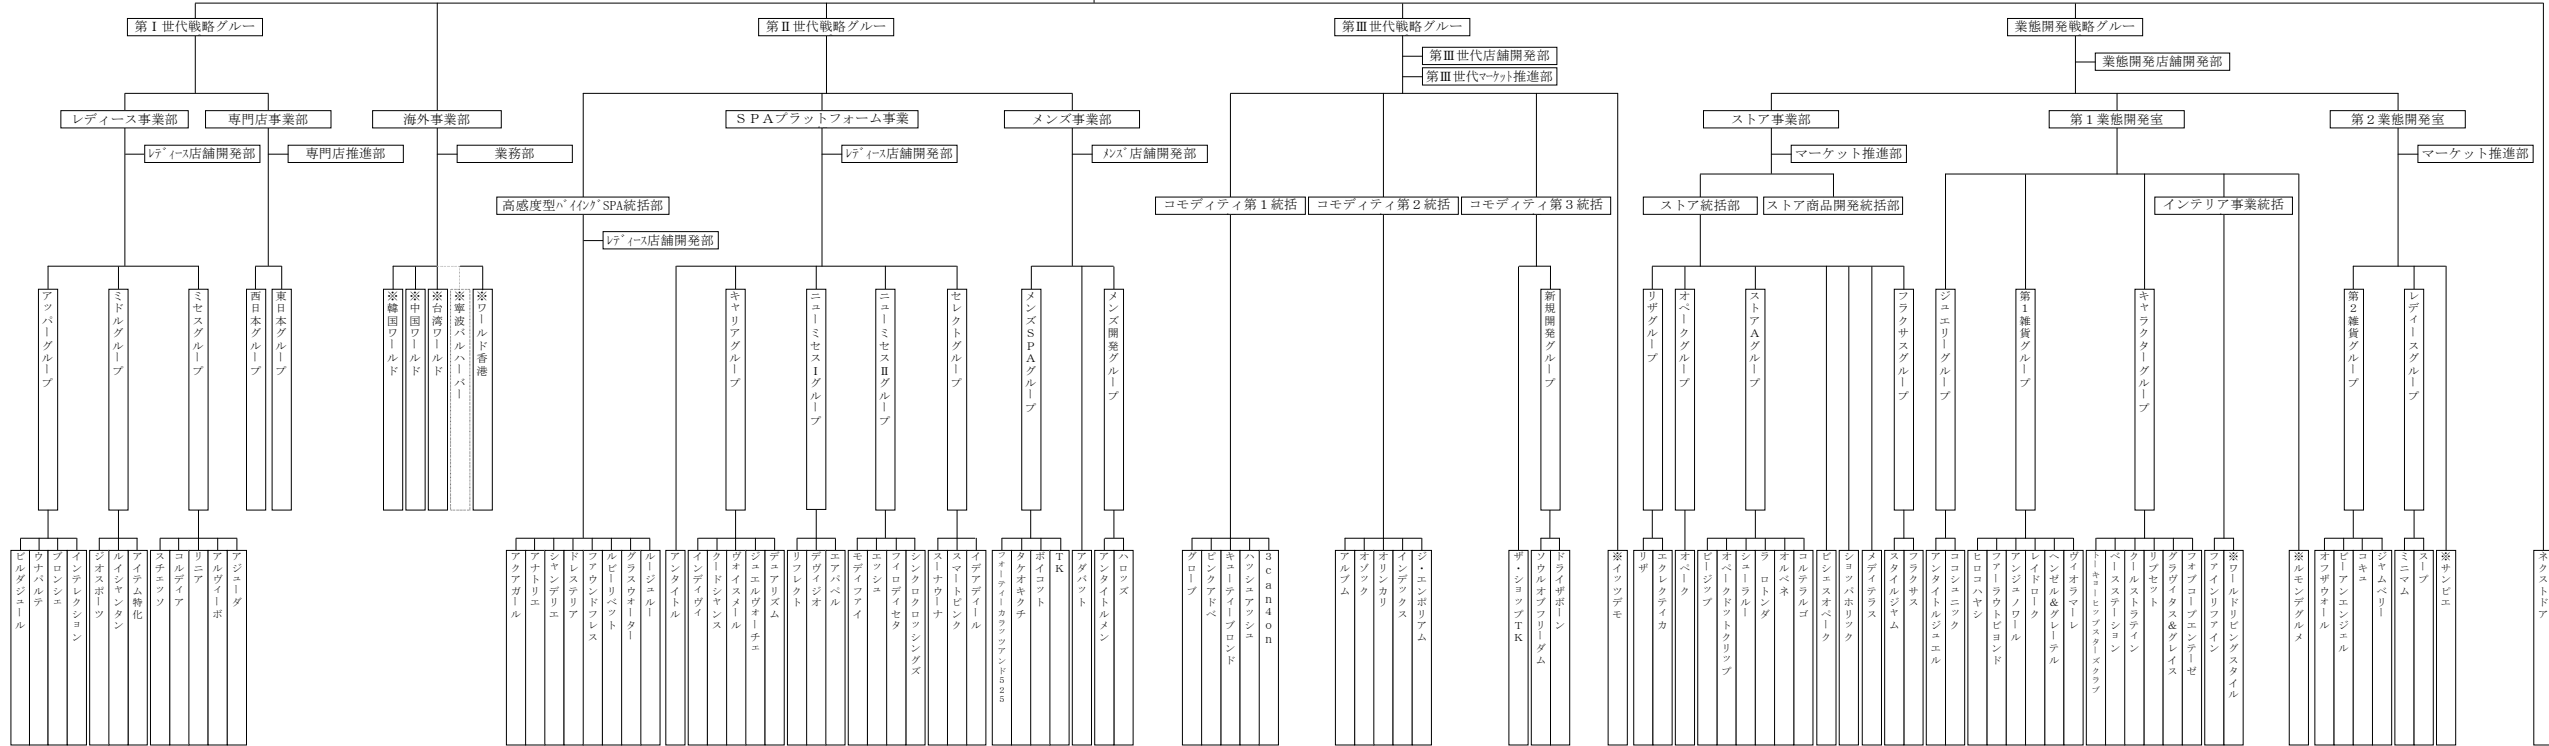 第Ⅰ世代戦略グルー
第Ⅱ世代戦略グルー
第Ⅲ世代戦略グルー
業態開発戦略グルー
第Ⅲ世代店舗開発部
第Ⅲ世代ﾏｰｹｯﾄ推進部
業態開発店舗開発部
レディース事業部
専門店事業部
海外事業部
ＳＰＡプラットフォーム事業
メンズ事業部
ストア事業部
第１業態開発室
第２業態開発室
ﾚﾃﾞｨｰｽ店舗開発部
専門店推進部
業務部
ﾚﾃﾞｨｰｽ店舗開発部
ﾒﾝｽﾞ店舗開発部
マーケット推進部
マーケット推進部
高感度型ﾊﾞｲｲﾝｸﾞSPA統括部
コモディティ第１統括
コモディティ第２統括
コモディティ第３統括
ストア統括部
ストア商品開発統括部
インテリア事業統括
ﾚﾃﾞｨｰｽ店舗開発部
アッパーグループ
ミドルグループ
ミセスグループ
西日本グループ
東日本グループ
※韓国ワールド
※中国ワールド
※台湾ワールド
※寧波バルハーバー
※ワールド香港
キャリアグループ
ニューミセスⅠグループ
ニューミセスⅡグループ
セレクトグループ
メンズＳＰＡグループ
メンズ開発グループ
新規開発グループ
リザグループ
オペークグループ
ストアＡグループ
フラクサスグループ
ジュエリーグループ
第１雑貨グループ
キャラクターグループ
第２雑貨グループ
レディースグループ
ビルダジュール
ウナパルテ
ブロンシェ
インテレクション
ジオスポーツ
ルイシャンタン
アイテム特化
スチェッソ
コルディア
リニア
アルヴィーボ
アジューダ
アクアガール
アナトリエ
シャンデリエ
ドレステリア
ファウンドフレス
ルビーリベット
グラスウオーター
ルージュルー
アンタイトル
インディヴィ
クードシャンス
ヴォイスメール
ジュエルヴォーチェ
デュアリズム
リフレクト
デヴィジオ
エアパペル
モディファイ
エッシュ
フィロディセタ
シンクロクロッシングズ
スーナウーナ
スマートピンク
イデアディール
フォーティーカラッツアンド５２５
タケオキクチ
ボイコット
ＴＫ
アダバット
アンタイトルメン
ハロッズ
グローブ
ピンクアドベ
キューティーブロンド
ハッシュアッシュ
３ｃａｎ４ｏｎ
アルブム
オゾック
オリンカリ
インデックス
ジ・エンポリアム
ザ・ショップＴＫ
ソウルオブフリーダム
ドライザボーン
※イッツデモ
リザ
エクレクティカ
オペーク
ビージップ
オペークドットクリップ
シューラルー
ラ　ロトンダ
オルベネ
コルテラルゴ
ピシェスオペーク
ショッパホリック
メディテラス
スタイルジャム
フラクサス
アンタイトルジュエル
ココシュニック
ヒロコハヤシ
ファーラウトビヨンド
アンジュノワール
レイドローク
ヘンゼル＆グレーテル
ヴィオラマーレ
トーキョーヒップスターズクラブ
ベースステーション
クールストラティン
リブセット
グラヴィタス＆グレイス
フォブコープエンテーゼ
ファインリファイン
※ワールドリビングスタイル
※ルモンデグルメ
オフザウオール
ビーアンエンジェル
コキュ
ジャムベリー
ミニマム
スープ
※サンピエ
ネクストドア